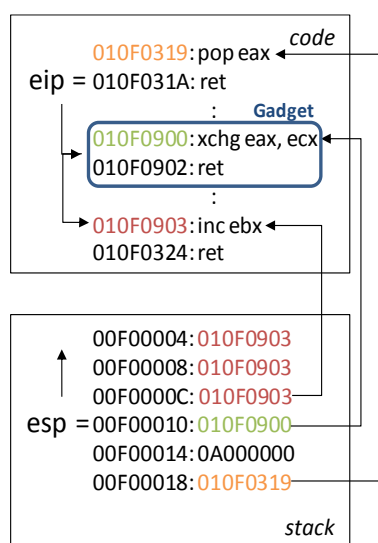 code
010F0319: pop eax
eip = 010F031A: ret
:
Gadget
010F0900: xchg eax, ecx
010F0902: ret
:
010F0903: inc ebx
010F0324: ret
00F00004: 010F0903
00F00008: 010F0903
00F0000C: 010F0903
esp = 00F00010: 010F0900
00F00014: 0A000000
00F00018: 010F0319
stack